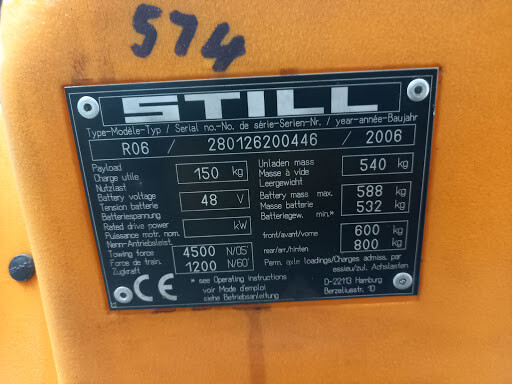 574
STILL
Type-Modèle-Typ / Serial no.-No. de série-Serien-Nr. / year-année-Baujahr
R06 / 280126200446 / 2006
Payload
Charge utile 150 kg
Nutzlast
Battery voltage
Tension batterie 48 V
Batteriespannung
Rated drive power
Puissance motr. nom. kW
Nenn-Antriebsleist.
Towing force 4500 N/05'
Force de train. 1200 N/60'
Zugkraft
Unladen mass
Masse à vide 540 kg
Leergewicht
Battery mass max. 588 kg
Masse batterie 532 kg
Batteriegew. min.*
front/avant/vorne 600 kg
rear/arr./hinten 800 kg
Perm. axle loadings/Charges admiss. par
essieu/zul. Achslasten
CE
* see Operating Instructions
voir Mode d'emploi
siehe Betriebsanleitung
D-22113 Hamburg
Berzeliusstr. 10